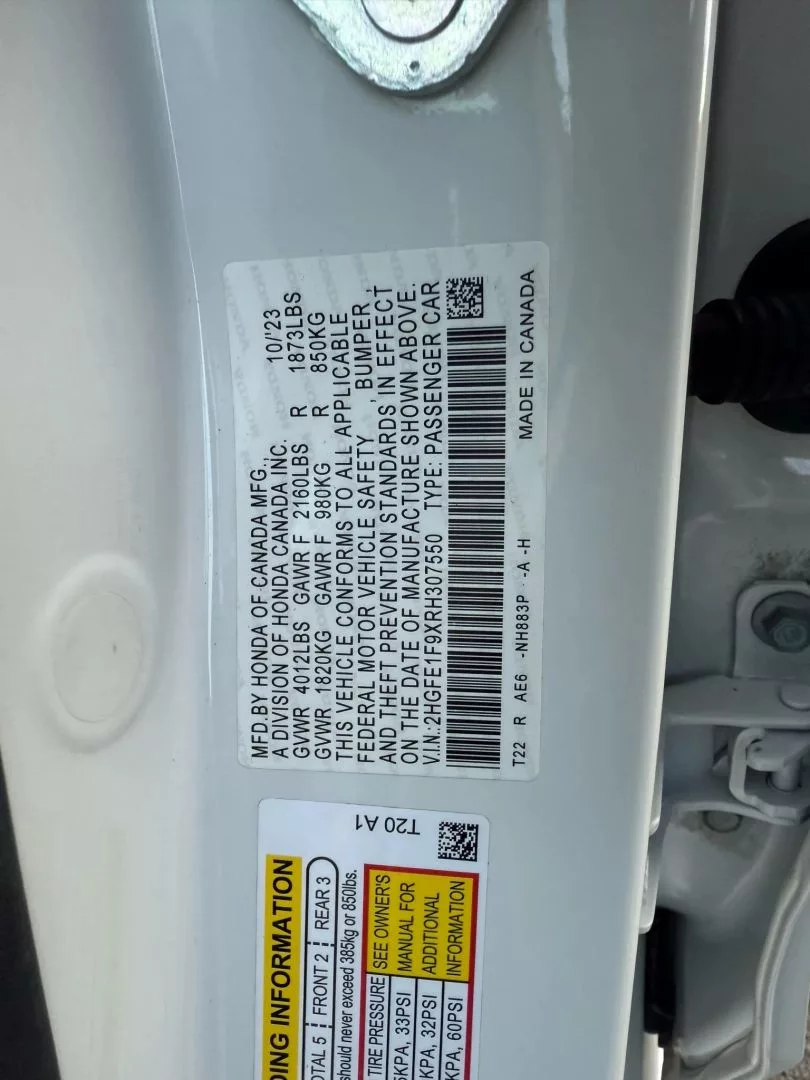 MFD.BY HONDA OF CANADA MFG., 10/'23
A DIVISION OF HONDA CANADA INC.
GVWR 4012LBS GAWR F 2160LBS R 1873LBS
GVWR 1820KG GAWR F 980KG R 850KG
THIS VEHICLE CONFORMS TO ALL APPLICABLE
FEDERAL MOTOR VEHICLE SAFETY , BUMPER ,
AND THEFT PREVENTION STANDARDS, IN EFFECT
ON THE DATE OF MANUFACTURE SHOWN ABOVE.
V.I.N.:2HGFE1F9XRH307550 TYPE: PASSENGER CAR
T22 R AE6 -NH883P -A -H MADE IN CANADA
T20 A1
INFORMATION
FRONT 2 REAR 3
should never exceed 385kg or 850lbs.
TIRE PRESSURE SEE OWNER'S
KPA, 33PSI MANUAL FOR
KPA, 32PSI ADDITIONAL
KPA, 60PSI INFORMATION